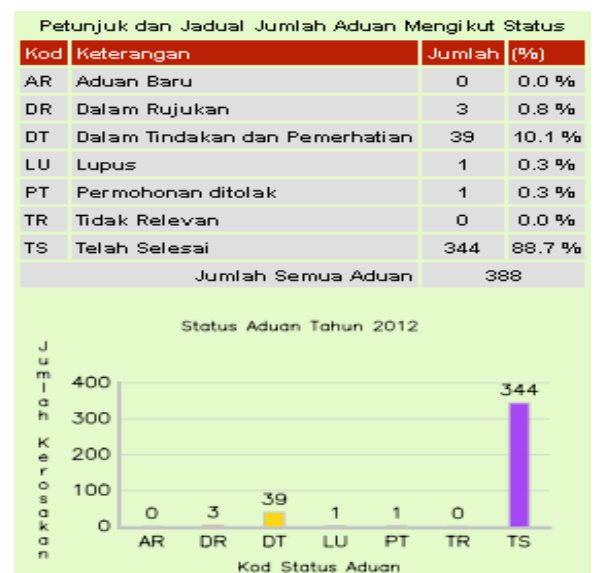 Petunjuk dan Jadual Jumlah Aduan Mengikut Status
Kod Keterangan Jumlah (%)
AR Aduan Baru 0 0.0 %
DR Dalam Rujukan 3 0.8 %
DT Dalam Tindakan dan Pemerhatian 39 10.1 %
LU Lupus 1 0.3 %
PT Permohonan ditolak 1 0.3 %
TR Tidak Relevan 0 0.0 %
TS Telah Selesai 344 88.7 %
Jumlah Semua Aduan 388
Status Aduan Tahun 2012
Jumlah Kerosakan
400
300
200
100
0
0 3 39 1 1 0 344
AR DR DT LU PT TR TS
Kod Status Aduan